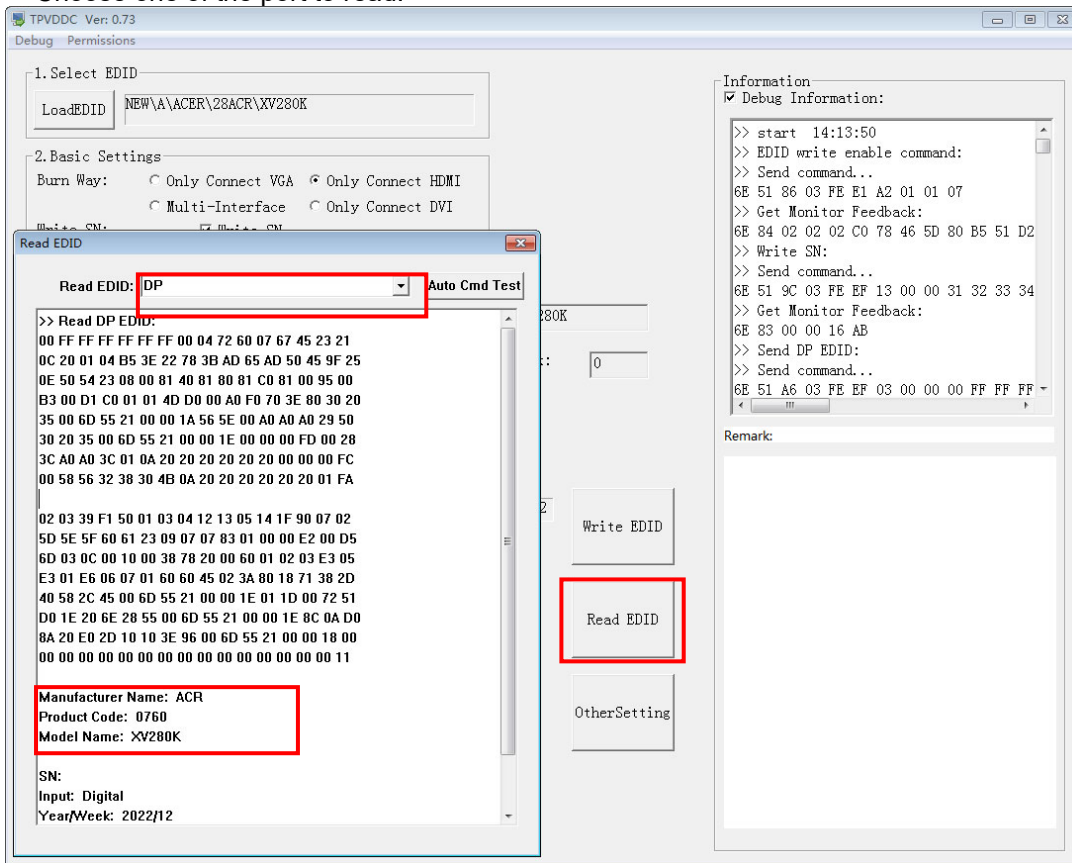 Choose one of the port to read.
TPVDDC Ver: 0.73
Debug Permissions
1. Select EDID
LoadEDID
NEW\A\ACER\28ACR\XV280K
2. Basic Settings
Burn Way: Only Connect VGA Only Connect HDMI
Multi-Interface Only Connect DVI
Write SN: Write SN
Read EDID
Read EDID: DP Auto Cmd Test
>> Read DP EDID:
00 FF FF FF FF FF FF 00 04 72 60 07 67 45 23 21
0C 20 01 04 B5 3E 22 78 3B AD 65 AD 50 45 9F 25
0E 50 54 23 08 00 81 40 81 80 81 C0 81 00 95 00
B3 00 D1 C0 01 01 4D D0 00 A0 F0 70 3E 80 30 20
35 00 6D 55 21 00 00 1A 56 5E 00 A0 A0 A0 29 50
30 20 35 00 6D 55 21 00 00 1E 00 00 00 FD 00 28
3C A0 A0 3C 01 0A 20 20 20 20 20 20 00 00 00 FC
00 58 56 32 38 30 4B 0A 20 20 20 20 20 20 01 FA
02 03 39 F1 50 01 03 04 12 13 05 14 1F 90 07 02
5D 5E 5F 60 61 23 09 07 07 83 01 00 00 E2 00 D5
6D 03 0C 00 10 00 38 78 20 00 60 01 02 03 E3 05
E3 01 E6 06 07 01 60 60 45 02 3A 80 18 71 38 2D
40 58 2C 45 00 6D 55 21 00 00 1E 01 1D 00 72 51
D0 1E 20 6E 28 55 00 6D 55 21 00 00 1E 8C 0A D0
8A 20 E0 2D 10 10 3E 96 00 6D 55 21 00 00 18 00
00 00 00 00 00 00 00 00 00 00 00 00 00 00 00 11
Manufacturer Name: ACR
Product Code: 0760
Model Name: XV280K
SN:
Input: Digital
Year/Week: 2022/12
280K
0
2
Write EDID
Read EDID
OtherSetting
Information
Debug Information:
>> start 14:13:50
>> EDID write enable command:
>> Send command...
6E 51 86 03 FE E1 A2 01 01 07
>> Get Monitor Feedback:
6E 84 02 02 02 C0 78 46 5D 80 B5 51 D2
>> Write SN:
>> Send command...
6E 51 9C 03 FE EF 13 00 00 31 32 33 34
>> Get Monitor Feedback:
6E 83 00 00 16 AB
>> Send DP EDID:
>> Send command...
6E 51 A6 03 FE EF 03 00 00 00 FF FF FF
Remark: